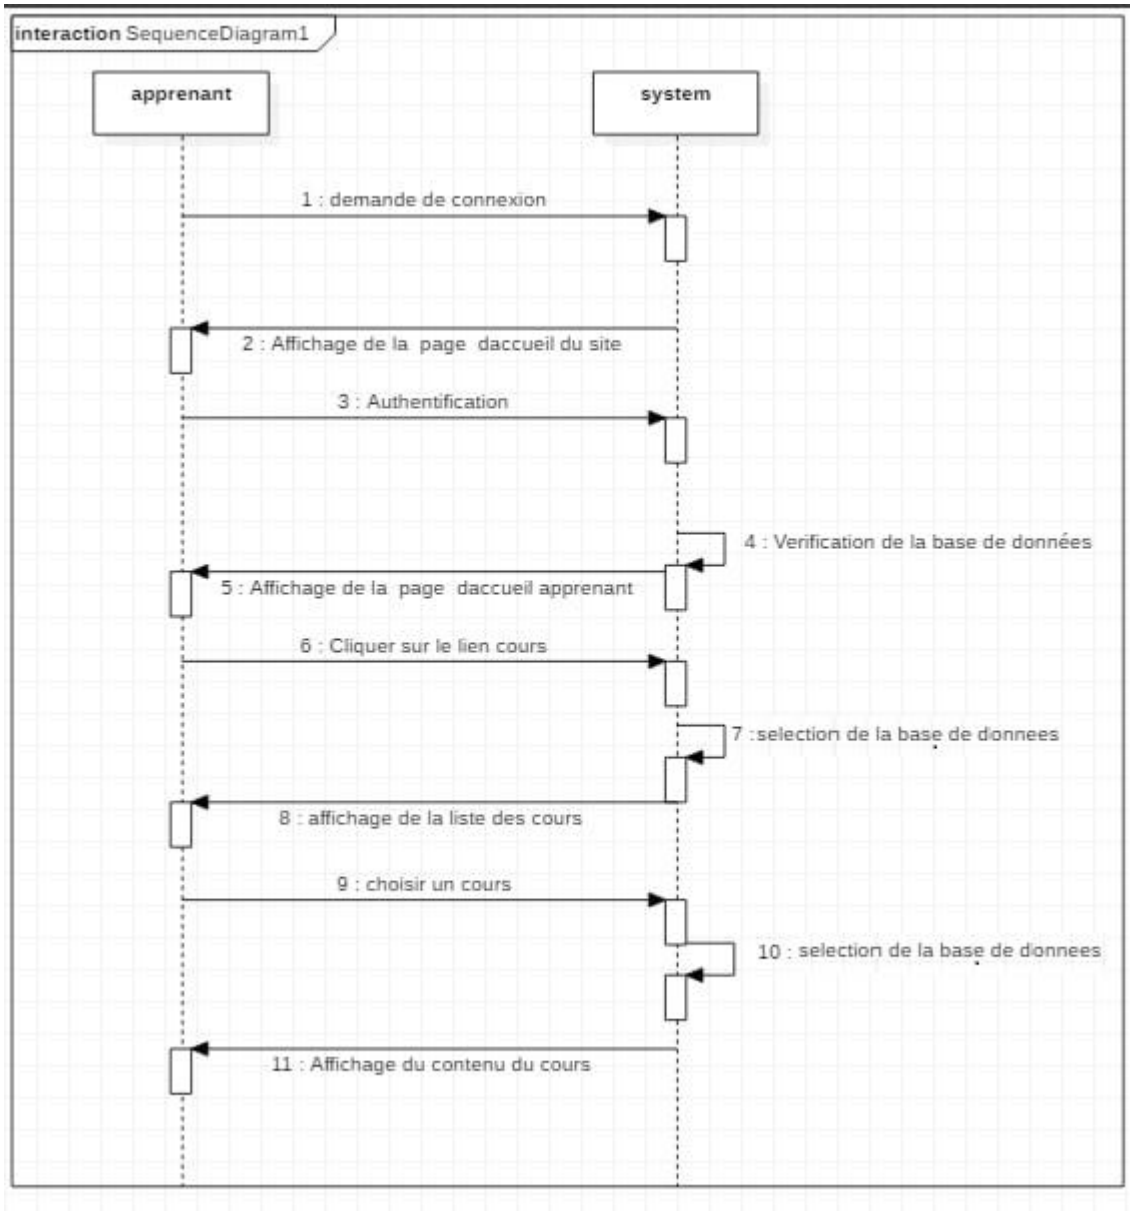 interaction SequenceDiagram1
apprenant
system
1 : demande de connexion
2 : Affichage de la page daccueil du site
3 : Authentification
4 : Verification de la base de données
5 : Affichage de la page daccueil apprenant
6 : Cliquer sur le lien cours
7 :selection de la base de donnees
8 : affichage de la liste des cours
9 : choisir un cours
10 : selection de la base de donnees
11 : Affichage du contenu du cours